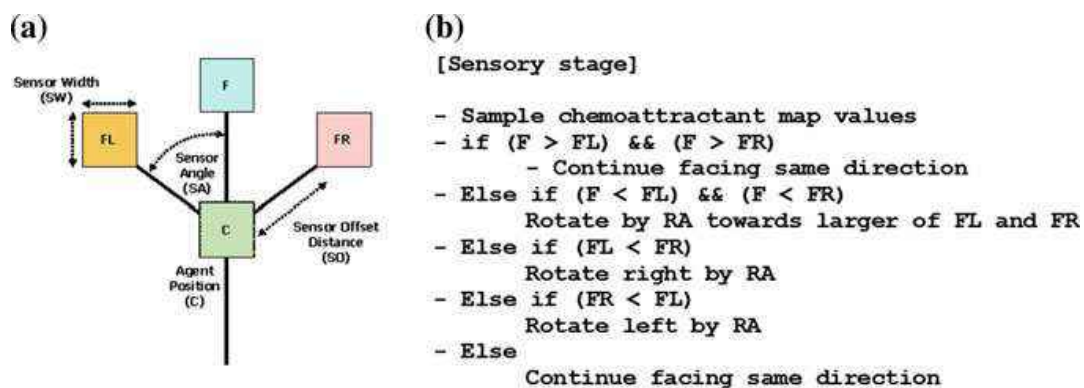 (a)
Sensor Width
(SW)
F
FL
FR
Sensor
Angle
(SA)
C
Sensor Offset
Distance
(SO)
Agent
Position
(C)
(b)
[Sensory stage]
- Sample chemoattractant map values
- if (F > FL) && (F > FR)
- Continue facing same direction
- Else if (F < FL) && (F < FR)
Rotate by RA towards larger of FL and FR
- Else if (FL < FR)
Rotate right by RA
- Else if (FR < FL)
Rotate left by RA
- Else
Continue facing same direction